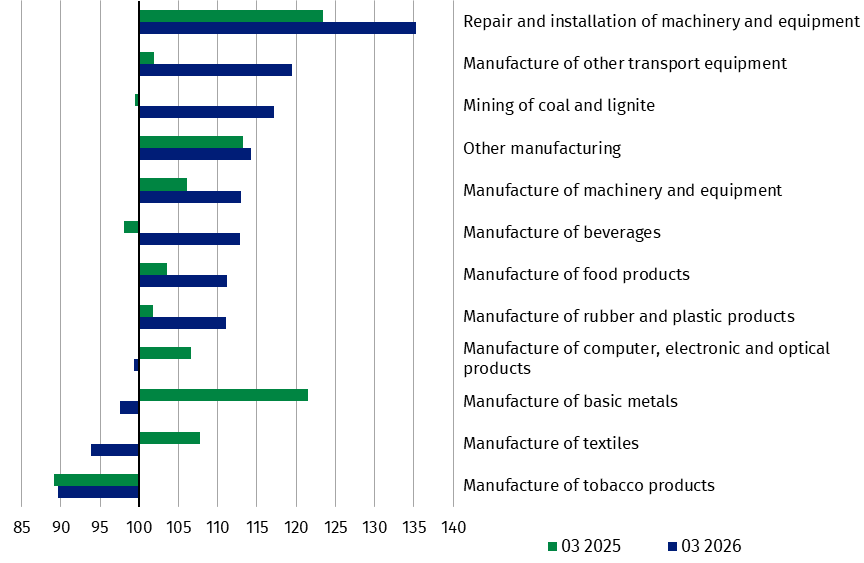 Repair and installation of machinery and equipment
Manufacture of other transport equipment
Mining of coal and lignite
Other manufacturing
Manufacture of machinery and equipment
Manufacture of beverages
Manufacture of food products
Manufacture of rubber and plastic products
Manufacture of computer, electronic and optical
products
Manufacture of basic metals
Manufacture of textiles
Manufacture of tobacco products
85 90 95 100 105 110 115 120 125 130 135 140
03 2025 03 2026